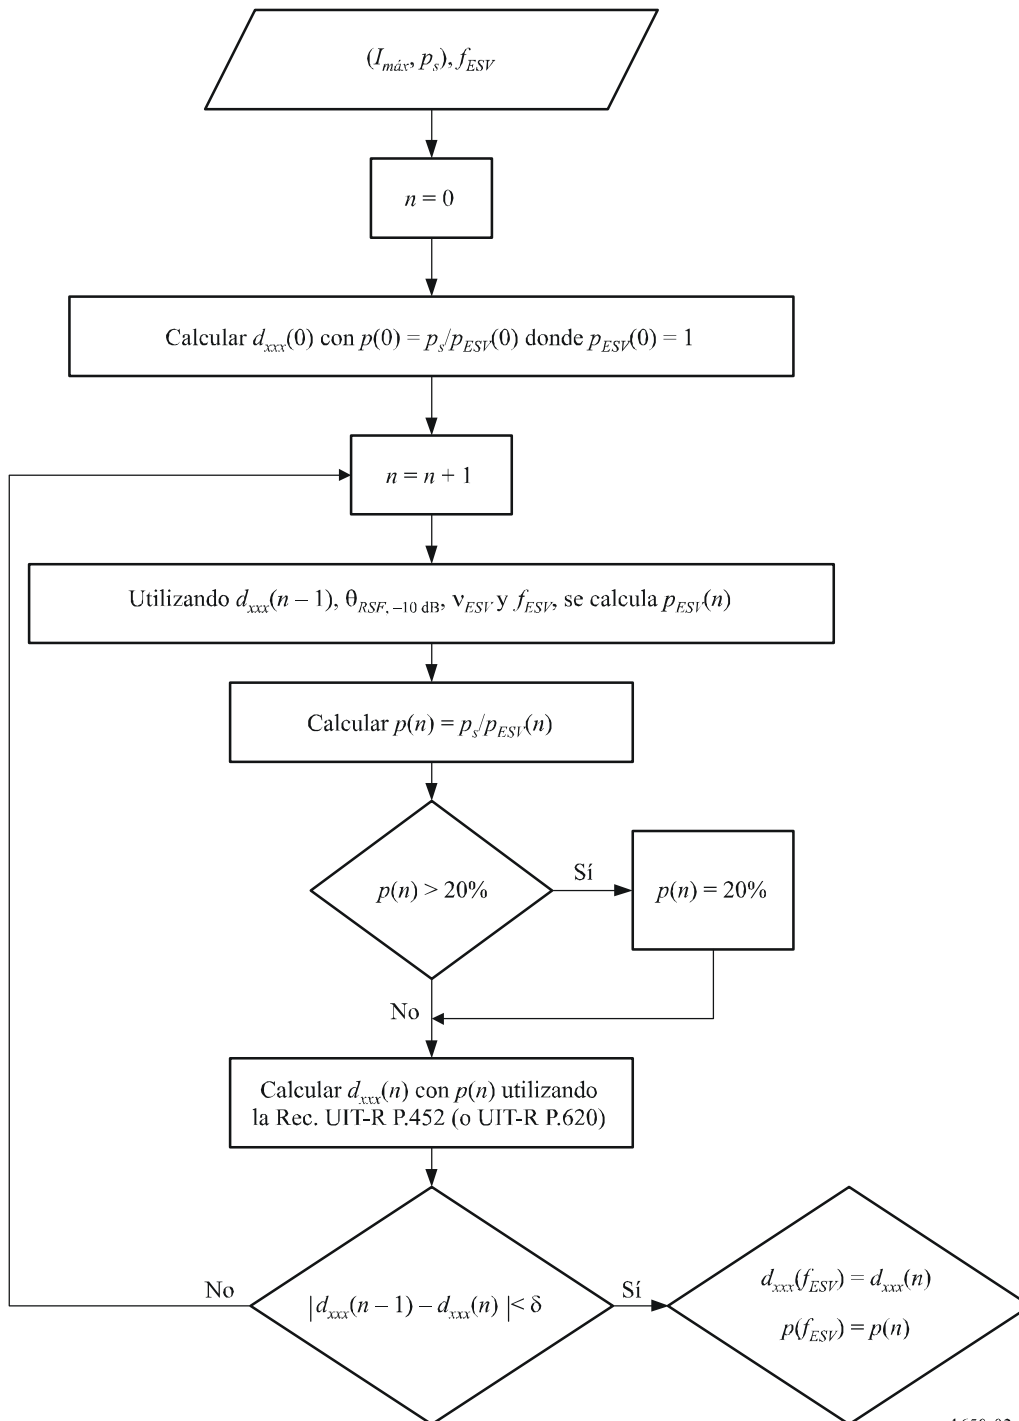 (I_máx, p_s), f_ESV
n = 0
Calcular d_xxx(0) con p(0) = p_s/p_ESV(0) donde p_ESV(0) = 1
n = n + 1
Utilizando d_xxx(n – 1), θ_RSF, –10 dB, ν_ESV y f_ESV, se calcula p_ESV(n)
Calcular p(n) = p_s/p_ESV(n)
p(n) > 20%
Sí
p(n) = 20%
No
Calcular d_xxx(n) con p(n) utilizando
la Rec. UIT-R P.452 (o UIT-R P.620)
No
|d_xxx(n – 1) – d_xxx(n) |< δ
Sí
d_xxx(f_ESV) = d_xxx(n)
p(f_ESV) = p(n)